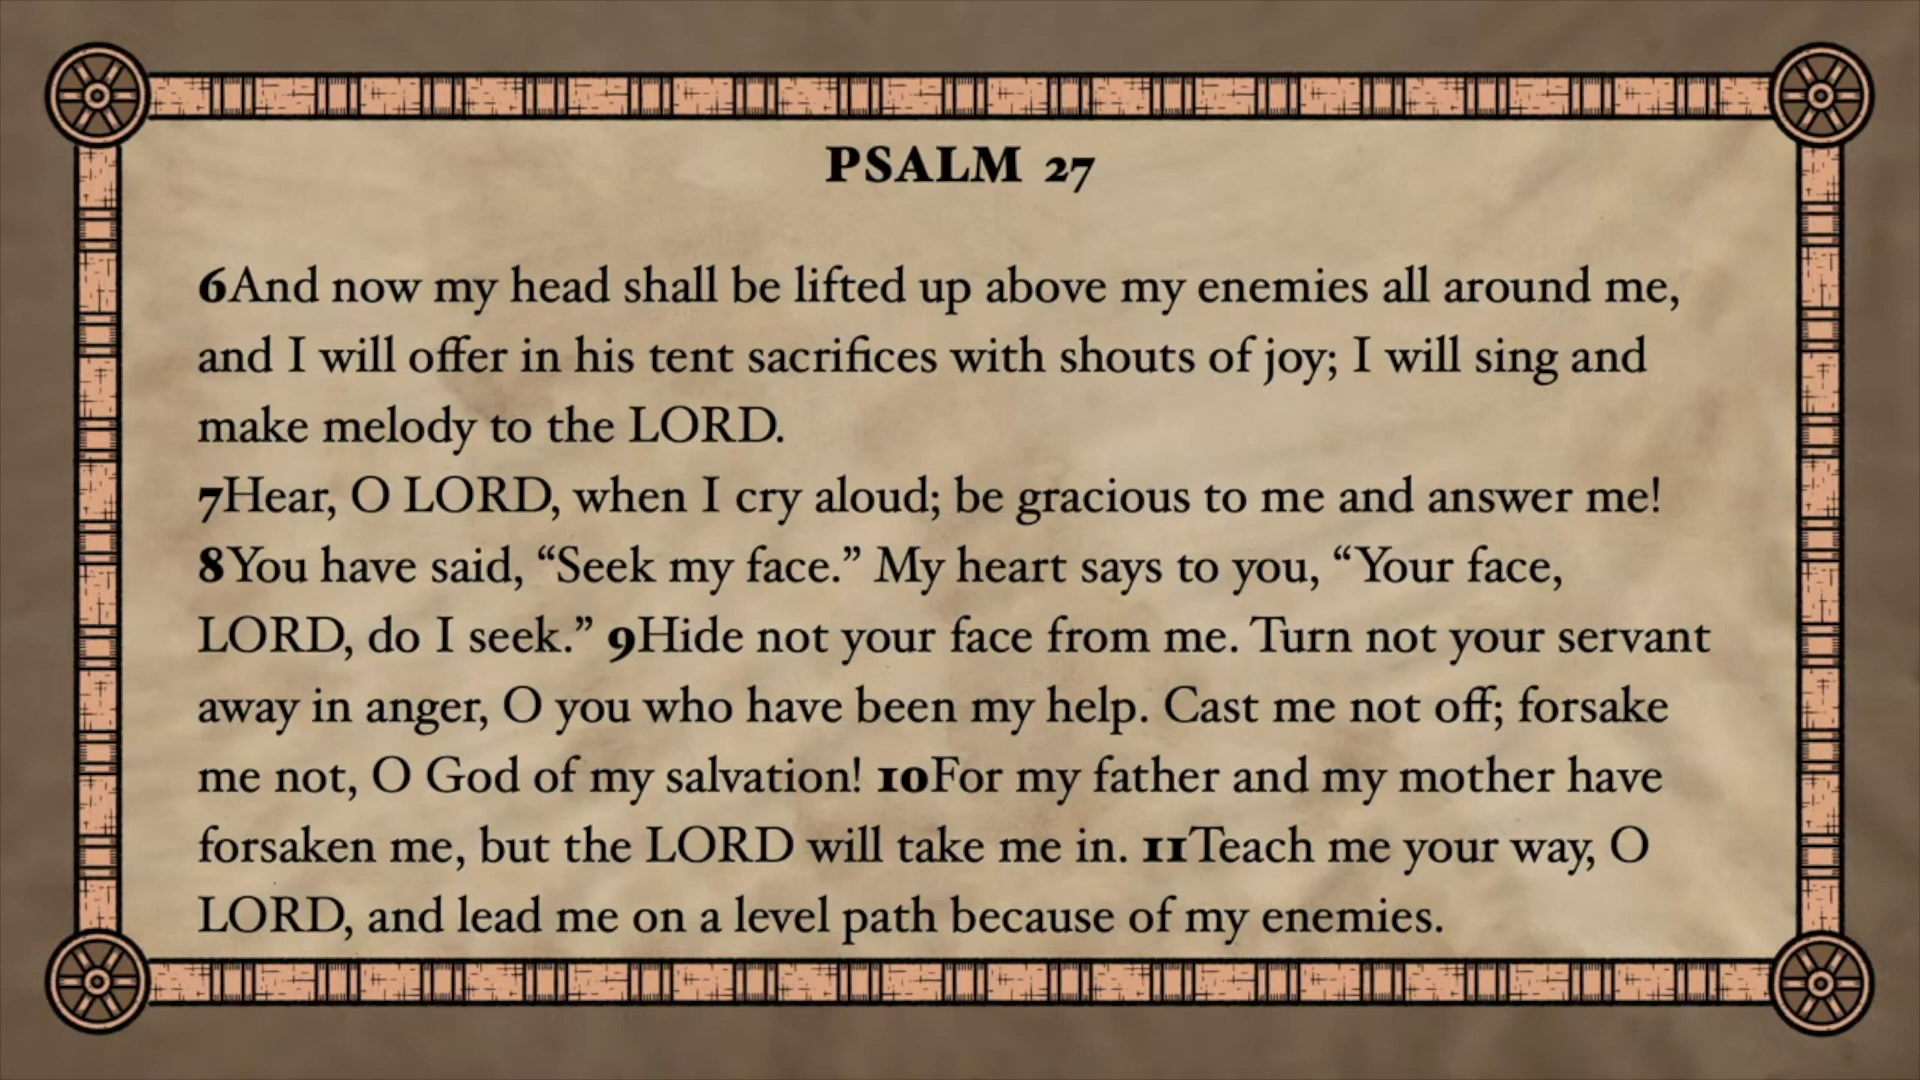 PSALM 27
6And now my head shall be lifted up above my enemies all around me,
and I will offer in his tent sacrifices with shouts of joy; I will sing and
make melody to the LORD.
7Hear, O LORD, when I cry aloud; be gracious to me and answer me!
8You have said, “Seek my face.” My heart says to you, “Your face,
LORD, do I seek.” 9Hide not your face from me. Turn not your servant
away in anger, O you who have been my help. Cast me not off; forsake
me not, O God of my salvation! 10For my father and my mother have
forsaken me, but the LORD will take me in. 11Teach me your way, O
LORD, and lead me on a level path because of my enemies.